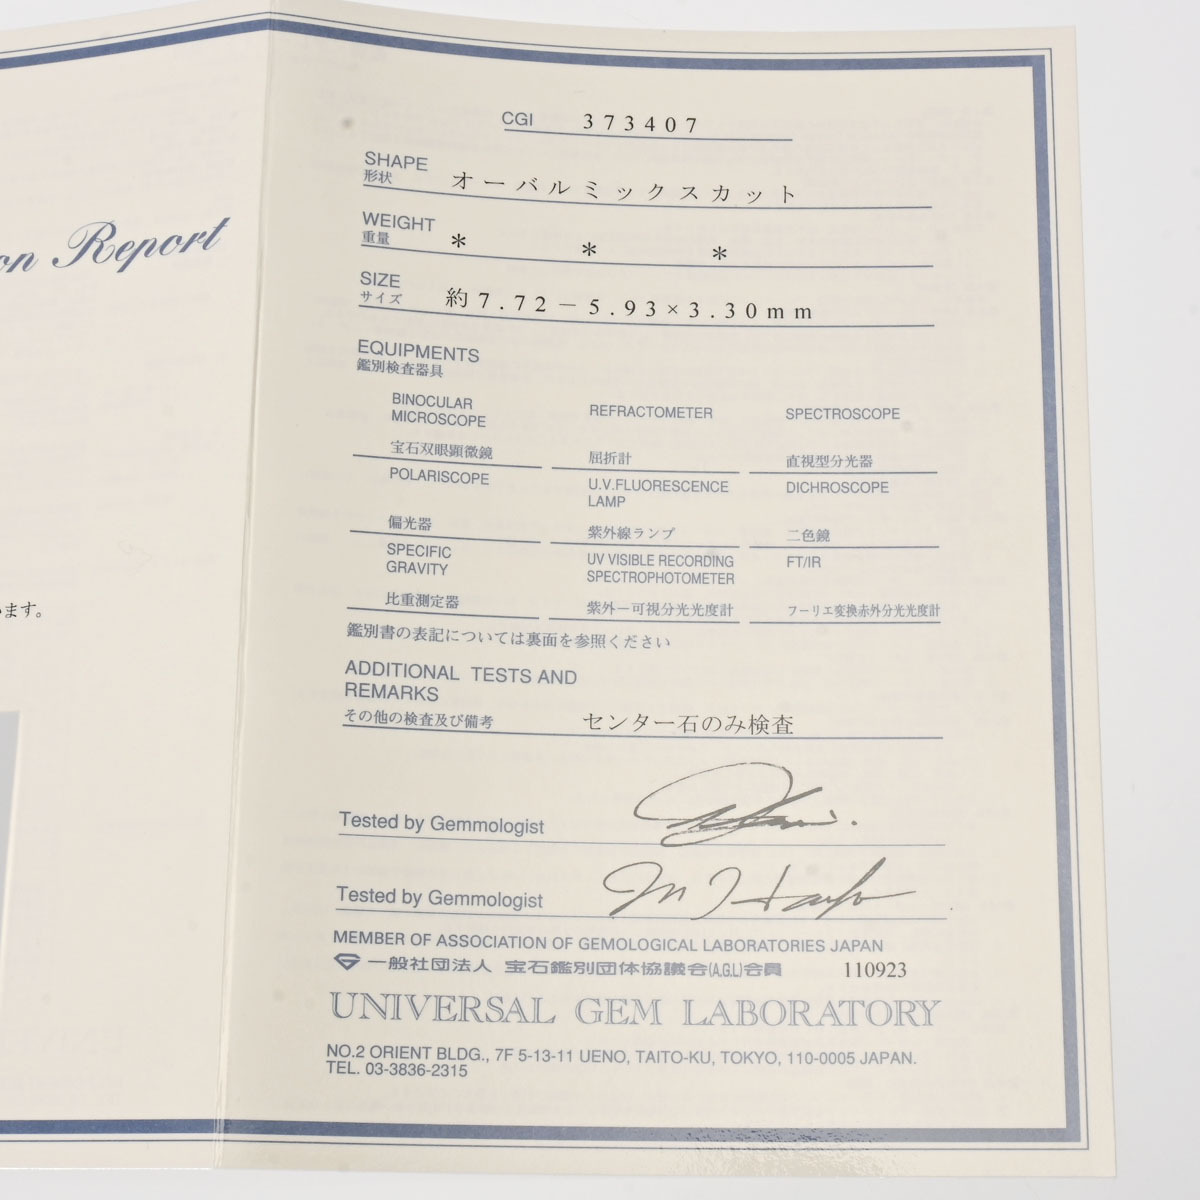 on Report
います。
CGI 373407
SHAPE
形状 オーバルミックスカット
WEIGHT
重量 * * *
SIZE
サイズ 約7.72－5.93×3.30mm
EQUIPMENTS
鑑別検査器具
BINOCULAR MICROSCOPE REFRACTOMETER SPECTROSCOPE
宝石双眼顕微鏡 屈折計 直視型分光器
POLARISCOPE U.V.FLUORESCENCE LAMP DICHROSCOPE
偏光器 紫外線ランプ 二色鏡
SPECIFIC GRAVITY UV VISIBLE RECORDING SPECTROPHOTOMETER FT/IR
比重測定器 紫外－可視分光光度計 フーリエ変換赤外分光光度計
鑑別書の表記については裏面を参照ください
ADDITIONAL TESTS AND
REMARKS
その他の検査及び備考 センター石のみ検査
Tested by Gemmologist
Tested by Gemmologist
MEMBER OF ASSOCIATION OF GEMOLOGICAL LABORATORIES JAPAN
一般社団法人 宝石鑑別団体協議会(A.G.L)会員 110923
UNIVERSAL GEM LABORATORY
NO.2 ORIENT BLDG., 7F 5-13-11 UENO, TAITO-KU, TOKYO, 110-0005 JAPAN.
TEL. 03-3836-2315